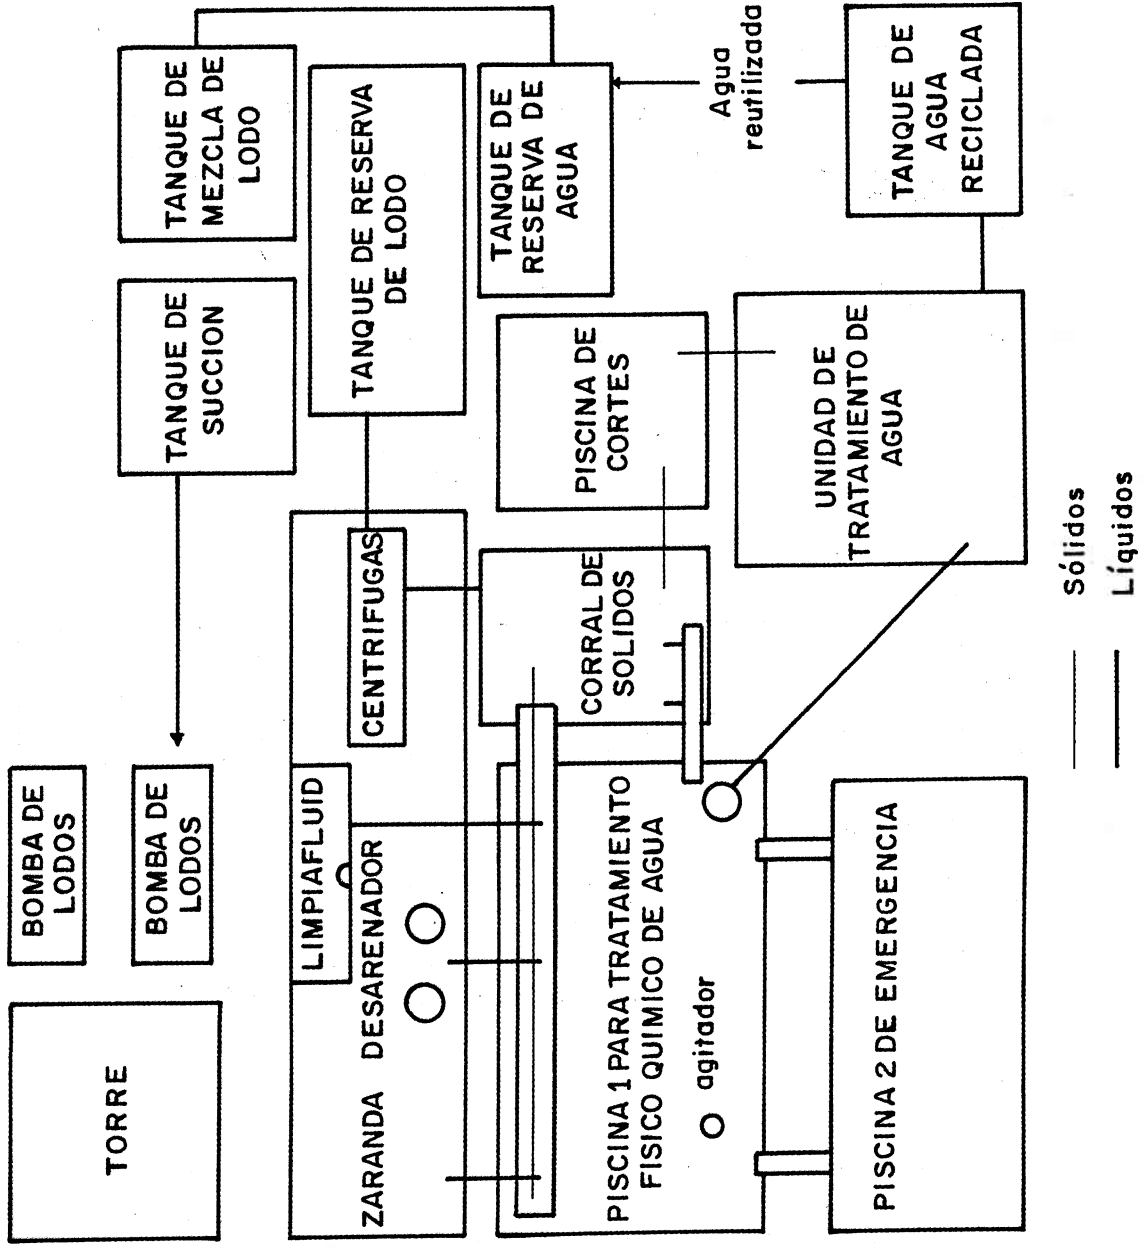 TORRE
BOMBA DE
LODOS
BOMBA DE
LODOS
TANQUE DE
SUCCION
TANQUE DE
MEZCLA DE
LODO
ZARANDA DESARENADOR
LIMPIAFLUID
CENTRIFUGAS
TANQUE DE RESERVA
DE LODO
TANQUE DE
RESERVA DE
AGUA
PISCINA 1 PARA TRATAMIENTO
FISICO QUIMICO DE AGUA
agitador
CORRAL DE
SOLIDOS
PISCINA DE
CORTES
Agua
reutilizada
PISCINA 2 DE EMERGENCIA
UNIDAD DE
TRATAMIENTO DE
AGUA
TANQUE DE
AGUA
RECICLADA
Sólidos
Líquidos